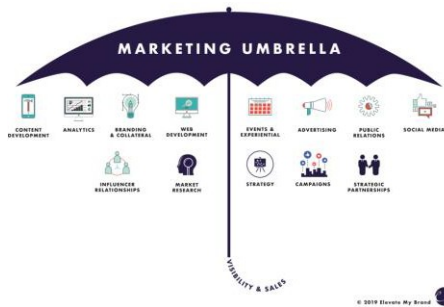 MARKETING UMBRELLA
CONTENT
DEVELOPMENT
ANALYTICS
BRANDING
& COLLATERAL
WEB
DEVELOPMENT
EVENTS &
EXPERIENTIAL
ADVERTISING
PUBLIC
RELATIONS
SOCIAL MEDIA
INFLUENCER
RELATIONSHIPS
MARKET
RESEARCH
STRATEGY
CAMPAIGNS
STRATEGIC
PARTNERSHIPS
VISIBILITY & SALES
© 2019 Elevate My Brand